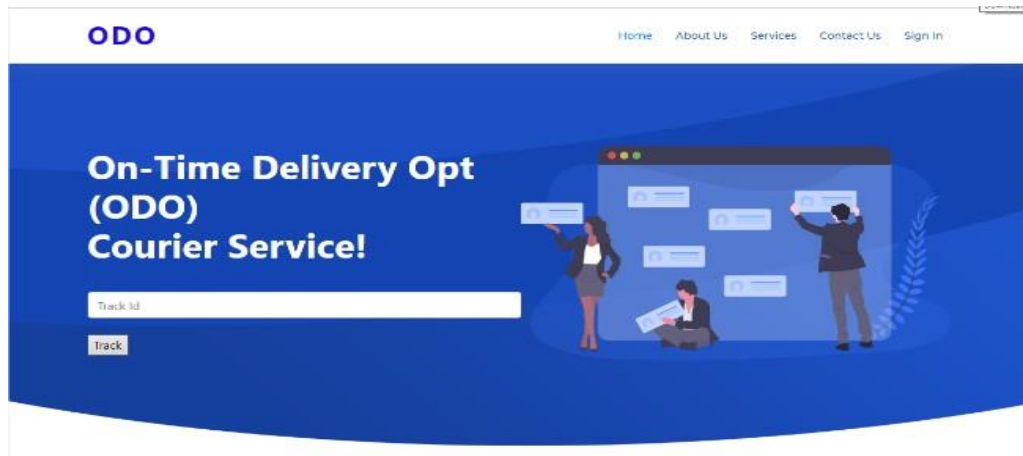 ODO
Home About Us Services Contact Us Sign In
On-Time Delivery Opt
(ODO)
Courier Service!
Track Id
Track